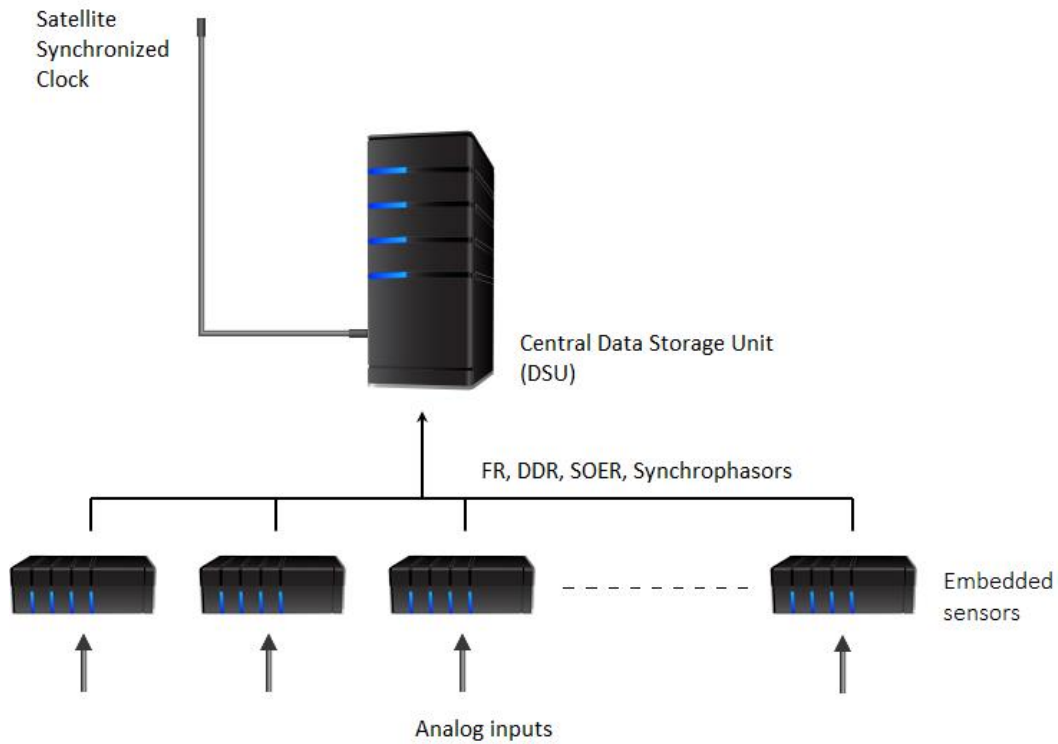 Satellite
Synchronized
Clock
Central Data Storage Unit
(DSU)
FR, DDR, SOER, Synchrophasors
Embedded
sensors
Analog inputs